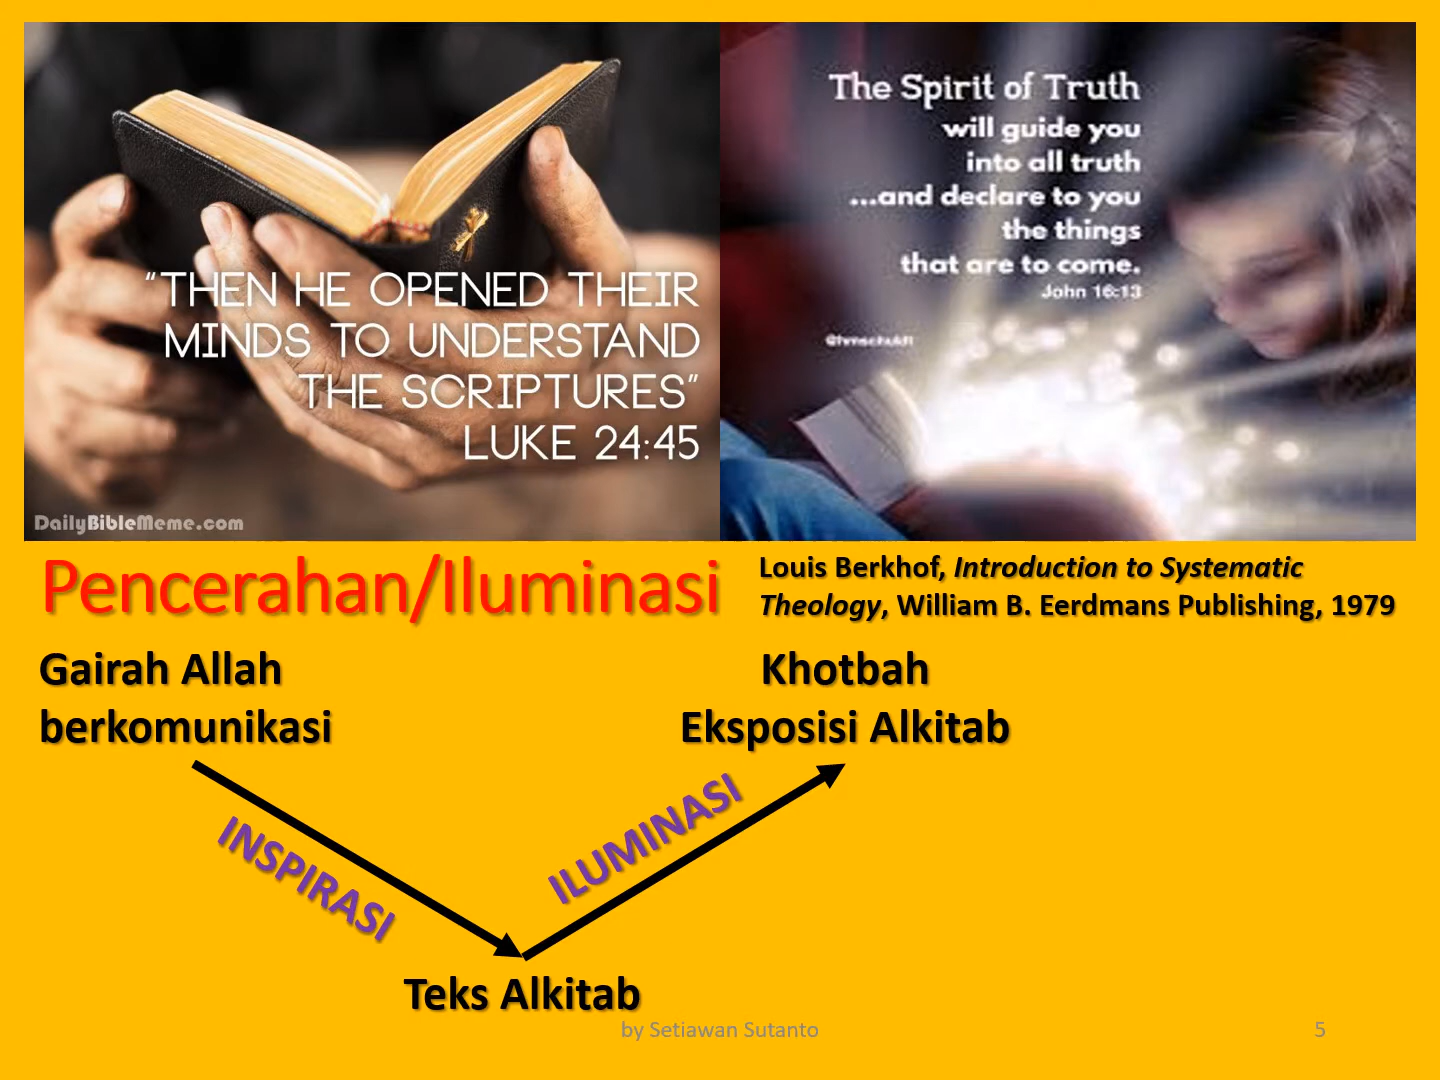 “THEN HE OPENED THEIR
MINDS TO UNDERSTAND
THE SCRIPTURES”
LUKE 24:45
DailyBibleMeme.com
The Spirit of Truth
will guide you
into all truth
...and declare to you
the things
that are to come.
John 16:13
@hmschuldt
Pencerahan/Iluminasi
Louis Berkhof, Introduction to Systematic
Theology, William B. Eerdmans Publishing, 1979
Gairah Allah
berkomunikasi
Khotbah
Eksposisi Alkitab
INSPIRASI
ILUMINASI
Teks Alkitab
by Setiawan Sutanto
5